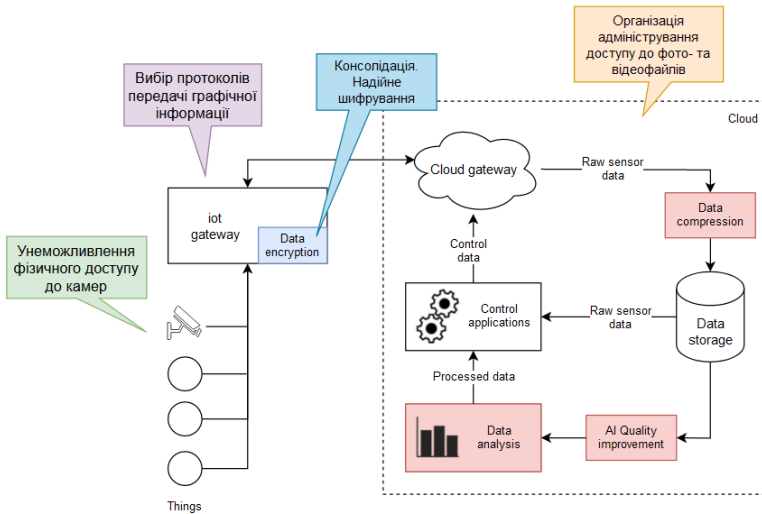 Організація
адміністрування
доступу до фото- та
відеофайлів
Консолідація.
Надійне
шифрування
Вибір протоколів
передачі графічної
інформації
Cloud
Cloud gateway
Raw sensor
data
Data
compression
iot
gateway
Data
encryption
Унеможливлення
фізичного доступу
до камер
Control
data
Control
applications
Raw sensor
data
Data
storage
Processed data
Data
analysis
AI Quality
improvement
Things